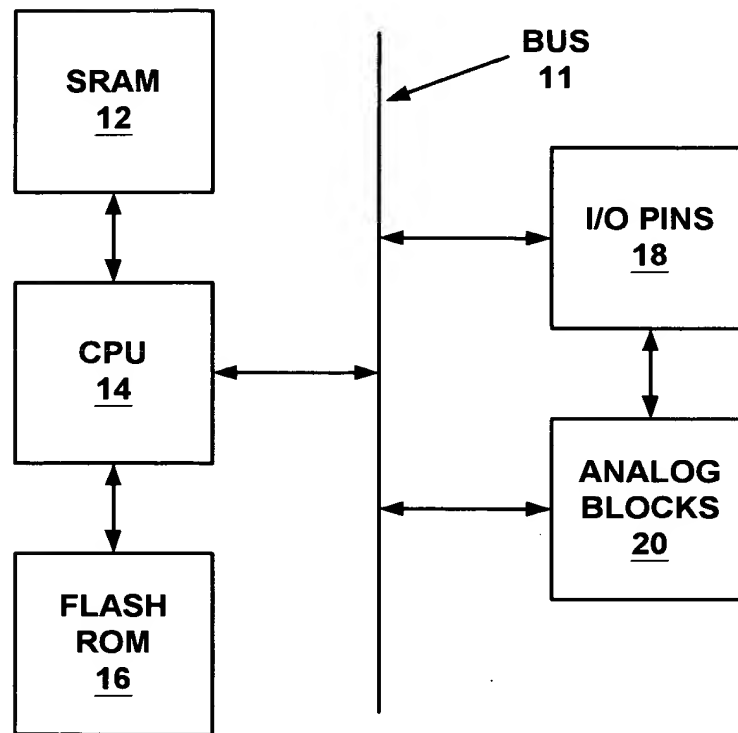 SRAM
12
BUS
11
I/O PINS
18
CPU
14
ANALOG
BLOCKS
20
FLASH
ROM
16